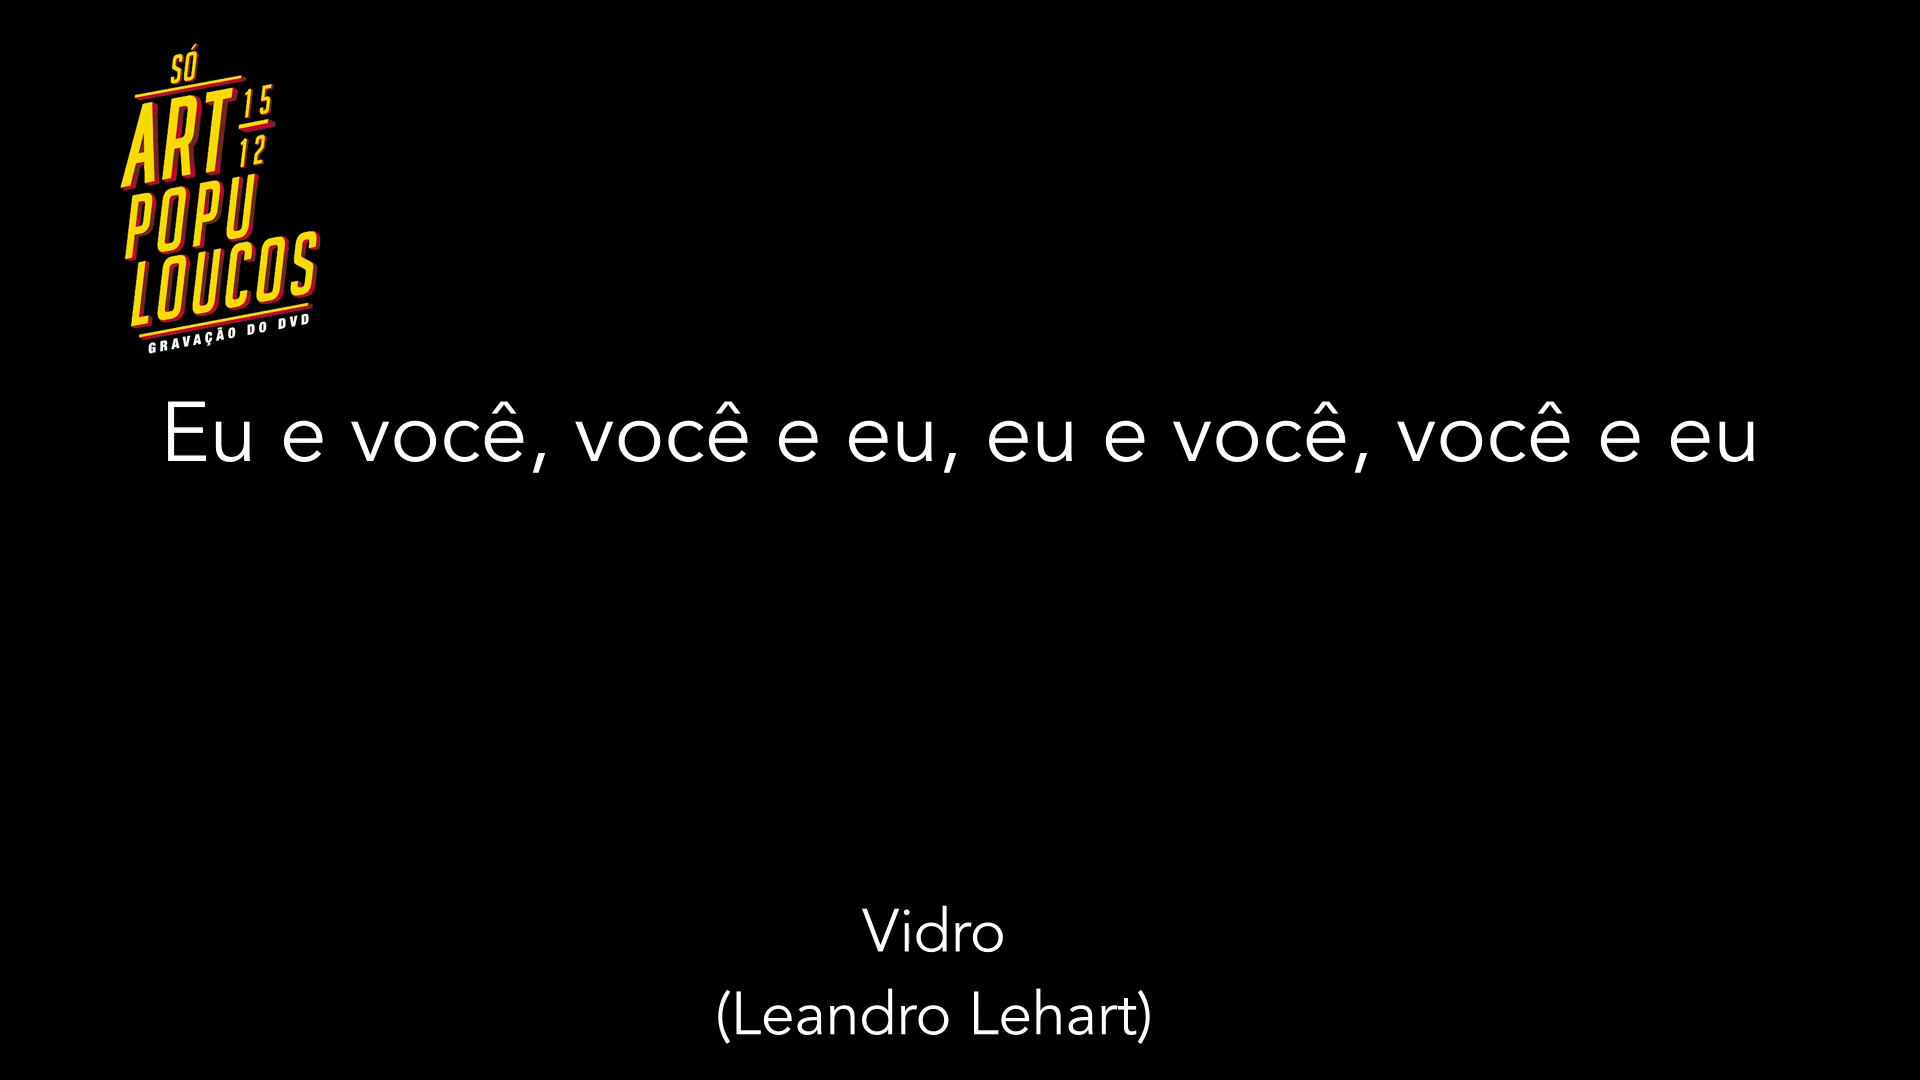 SÓ
ART 15
12
POPU
LOUCOS
GRAVAÇÃO DO DVD
Eu e você, você e eu, eu e você, você e eu
Vidro
(Leandro Lehart)